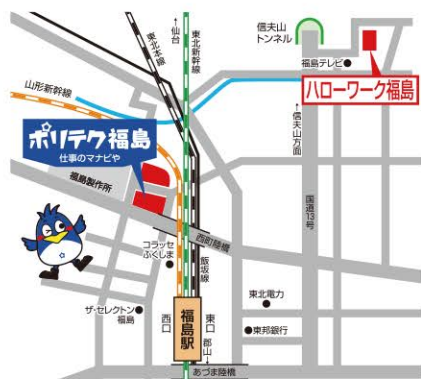 ←仙台
東北本線
東北新幹線
信夫山
トンネル
福島テレビ
ハローワーク福島
山形新幹線
←信夫山方面
ポリテク福島
仕事のマナビや
福島製作所
国道13号
西町陸橋
コラッセ
ふくしま
飯坂線
ザ・セレクトン
福島
西口
福島駅
東口
郡山→
東北電力
東邦銀行
あづま陸橋